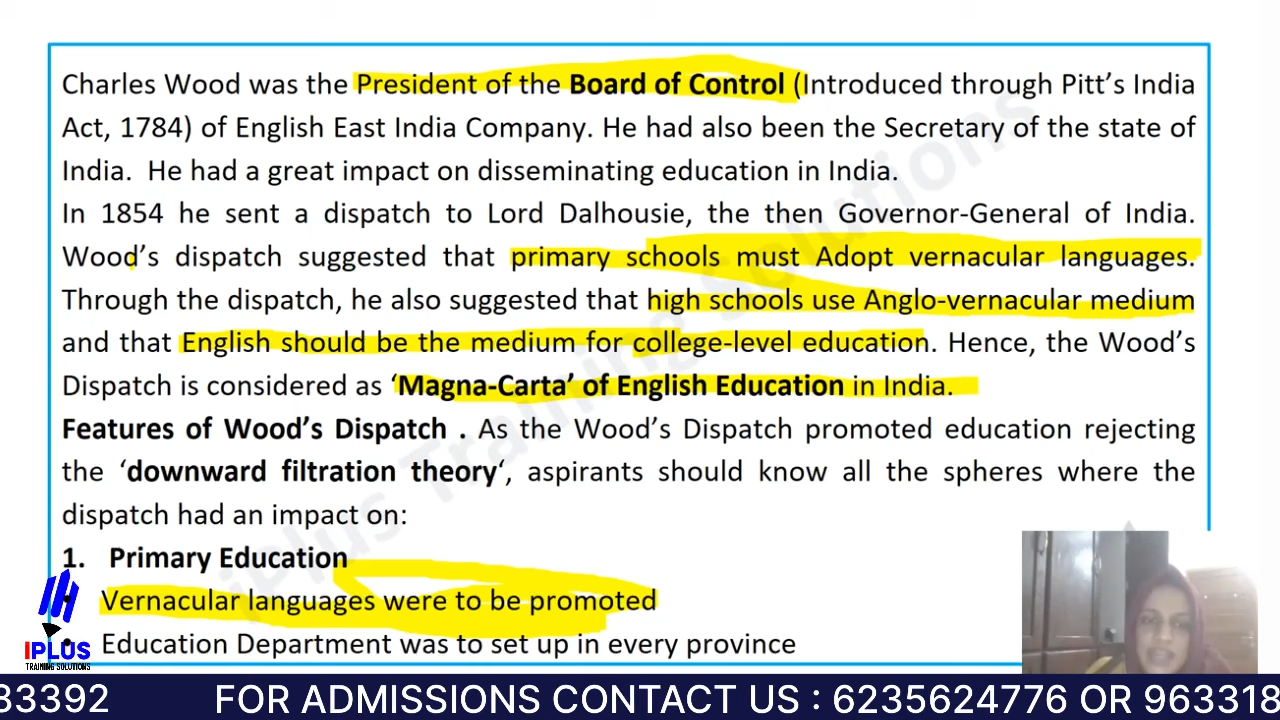 Charles Wood was the President of the Board of Control (Introduced through Pitt’s India
Act, 1784) of English East India Company. He had also been the Secretary of the state of
India.  He had a great impact on disseminating education in India.
In 1854 he sent a dispatch to Lord Dalhousie, the then Governor-General of India.
Wood’s dispatch suggested that primary schools must Adopt vernacular languages.
Through the dispatch, he also suggested that high schools use Anglo-vernacular medium
and that English should be the medium for college-level education. Hence, the Wood’s
Dispatch is considered as ‘Magna-Carta’ of English Education in India.
Features of Wood’s Dispatch . As the Wood’s Dispatch promoted education rejecting
the ‘downward filtration theory‘, aspirants should know all the spheres where the
dispatch had an impact on:
1. Primary Education
Vernacular languages were to be promoted
• Education Department was to set up in every province
iPlus Training Solutions
IPLUS
TRAINING SOLUTIONS
83392 FOR ADMISSIONS CONTACT US : 6235624776 OR 963318